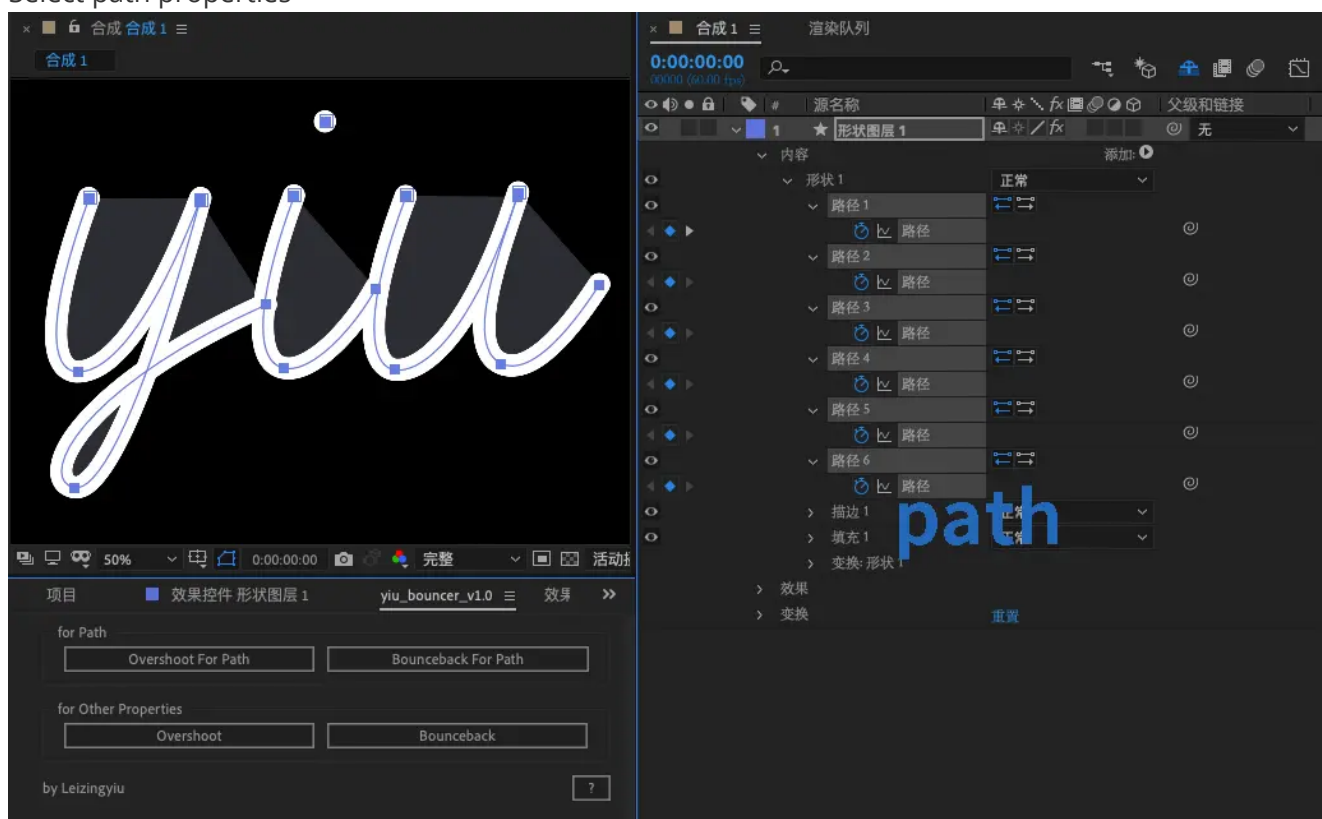 Select path properties
× 合成 合成 1 ≡
合成 1
yiu
50% 0:00:00:00 完整 活动
项目 效果控件 形状图层 1 yiu_bouncer_v1.0 ≡ 效果 >>
for Path
Overshoot For Path Bounceback For Path
for Other Properties
Overshoot Bounceback
by Leizingyiu ?
× 合成 1 ≡ 渲染队列
0:00:00:00
00000 (60.00 fps)
# 源名称 fx 父级和链接
1 ★ 形状图层 1 fx 无
内容 添加:
形状 1 正常
路径 1
路径
路径 2
路径
路径 3
路径
路径 4
路径
路径 5
路径
路径 6
路径
描边 1 正常
填充 1 正常
path
变换: 形状 1
效果
变换 重置